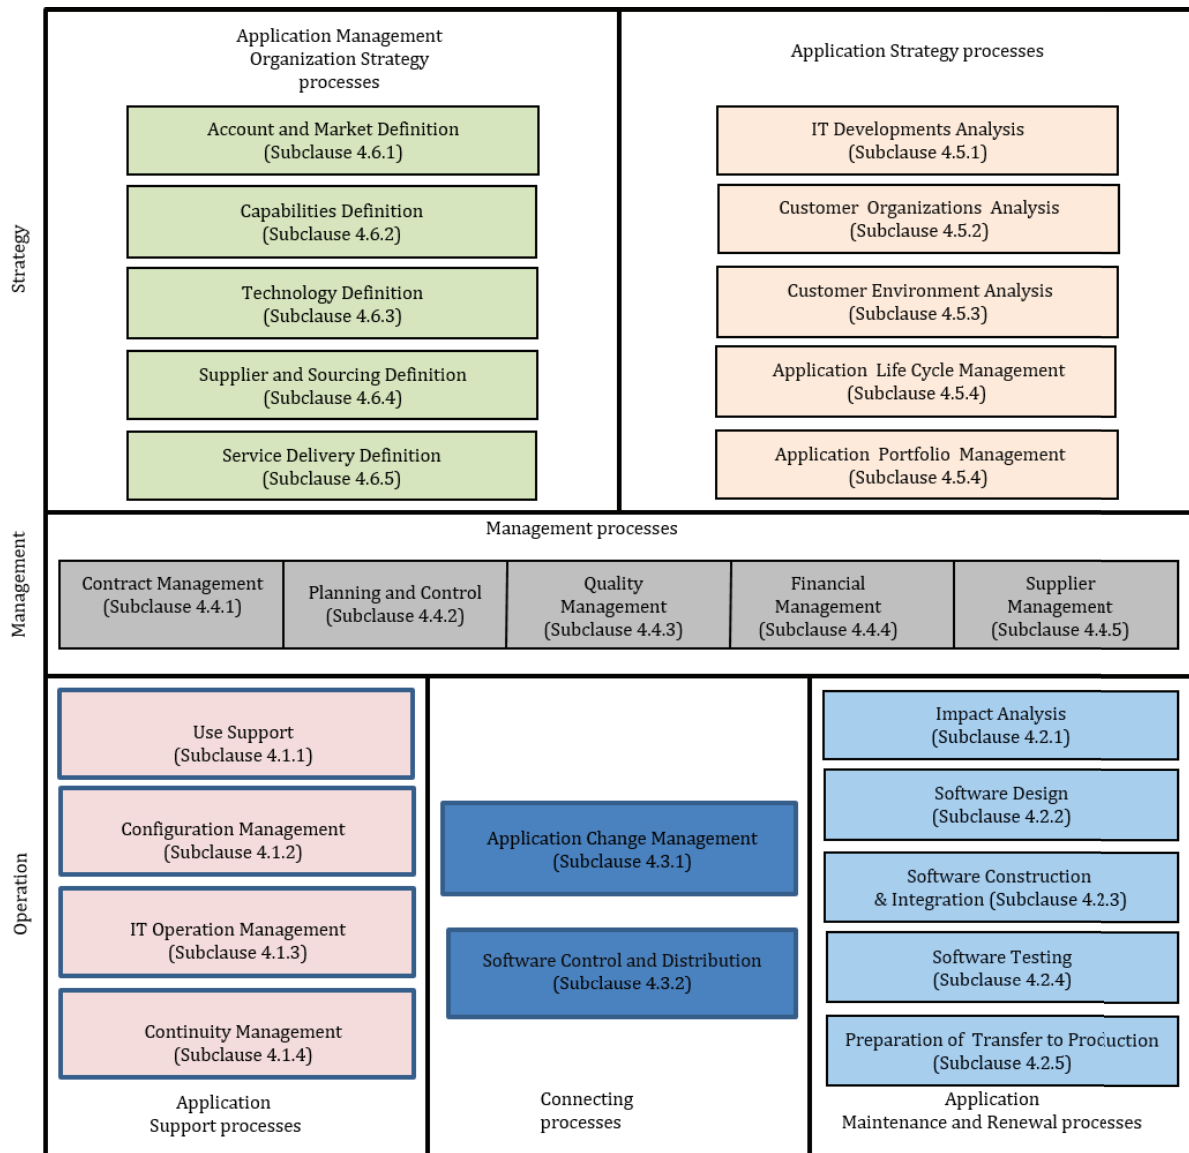 Application Management
Organization Strategy
processes
Account and Market Definition
(Subclause 4.6.1)
Capabilities Definition
(Subclause 4.6.2)
Technology Definition
(Subclause 4.6.3)
Supplier and Sourcing Definition
(Subclause 4.6.4)
Service Delivery Definition
(Subclause 4.6.5)
Application Strategy processes
IT Developments Analysis
(Subclause 4.5.1)
Customer Organizations Analysis
(Subclause 4.5.2)
Customer Environment Analysis
(Subclause 4.5.3)
Application Life Cycle Management
(Subclause 4.5.4)
Application Portfolio Management
(Subclause 4.5.4)
Strategy
Management processes
Contract Management
(Subclause 4.4.1)
Planning and Control
(Subclause 4.4.2)
Quality
Management
(Subclause 4.4.3)
Financial
Management
(Subclause 4.4.4)
Supplier
Management
(Subclause 4.4.5)
Management
Use Support
(Subclause 4.1.1)
Configuration Management
(Subclause 4.1.2)
IT Operation Management
(Subclause 4.1.3)
Continuity Management
(Subclause 4.1.4)
Application
Support processes
Application Change Management
(Subclause 4.3.1)
Software Control and Distribution
(Subclause 4.3.2)
Connecting
processes
Impact Analysis
(Subclause 4.2.1)
Software Design
(Subclause 4.2.2)
Software Construction
& Integration (Subclause 4.2.3)
Software Testing
(Subclause 4.2.4)
Preparation of Transfer to Production
(Subclause 4.2.5)
Application
Maintenance and Renewal processes
Operation